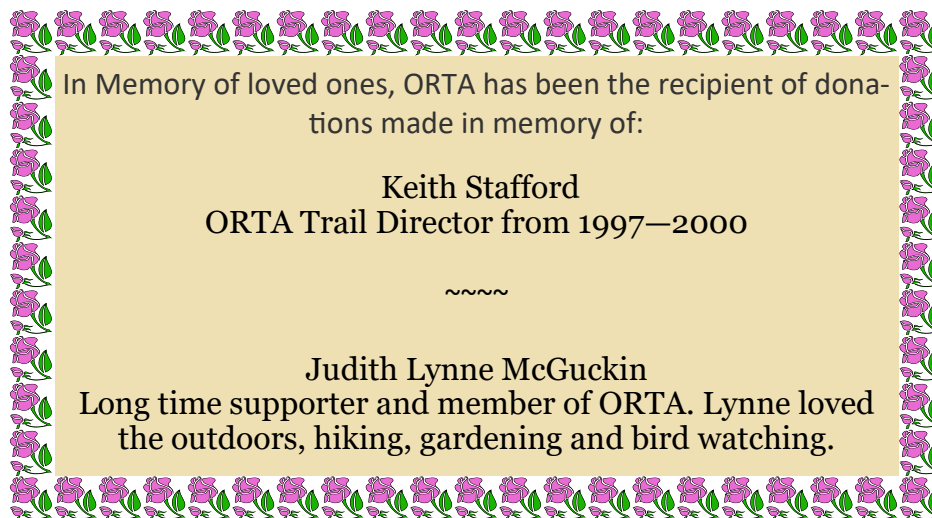 In Memory of loved ones, ORTA has been the recipient of dona-
tions made in memory of:
Keith Stafford
ORTA Trail Director from 1997—2000
~~~~
Judith Lynne McGuckin
Long time supporter and member of ORTA. Lynne loved
the outdoors, hiking, gardening and bird watching.